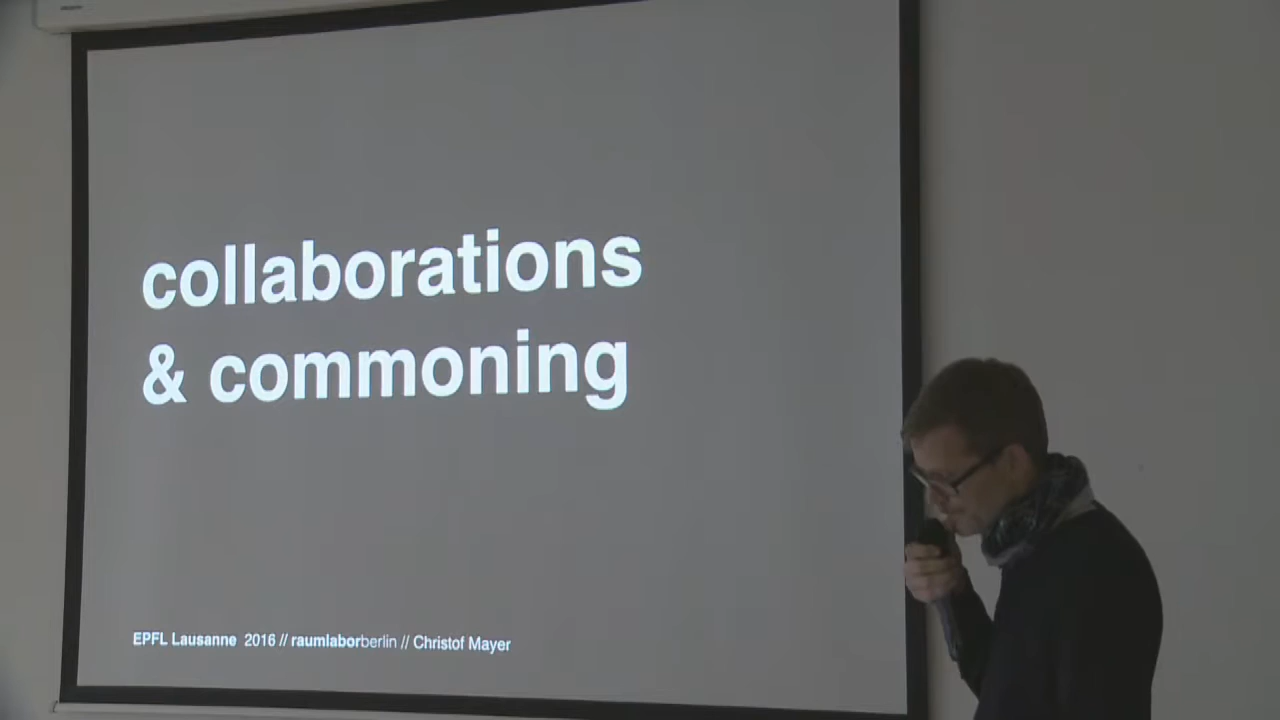 collaborations
& commoning
EPFL Lausanne 2016 // raumlaborberlin // Christof Mayer